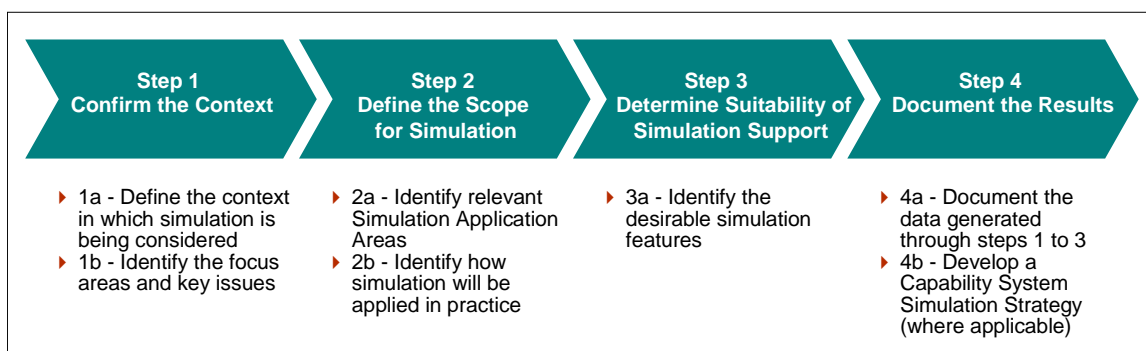 Step 1
Confirm the Context
Step 2
Define the Scope
for Simulation
Step 3
Determine Suitability of
Simulation Support
Step 4
Document the Results
1a - Define the context
in which simulation is
being considered
1b - Identify the focus
areas and key issues
2a - Identify relevant
Simulation Application
Areas
2b - Identify how
simulation will be
applied in practice
3a - Identify the
desirable simulation
features
4a - Document the
data generated
through steps 1 to 3
4b - Develop a
Capability System
Simulation Strategy
(where applicable)